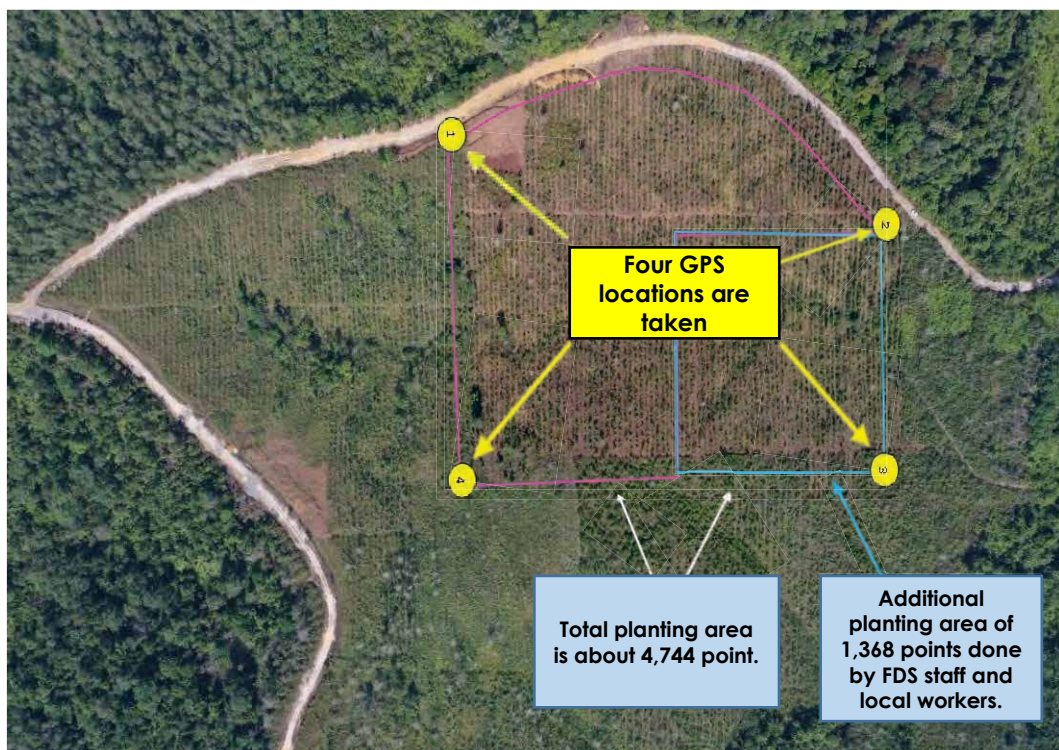 1
2
Four GPS
locations are
taken
4
3
Total planting area
is about 4,744 point.
Additional
planting area of
1,368 points done
by FDS staff and
local workers.